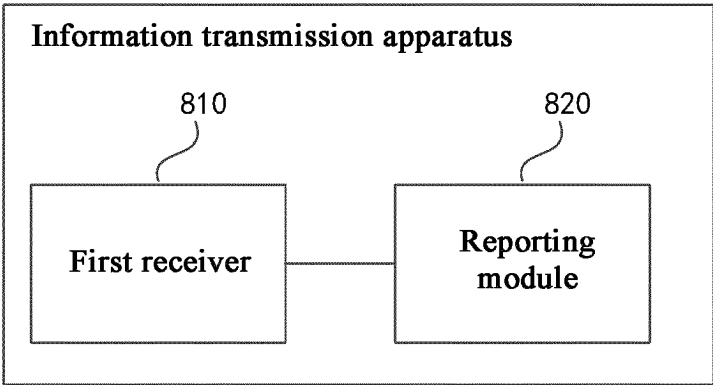 Information transmission apparatus
810
820
First receiver
Reporting
module